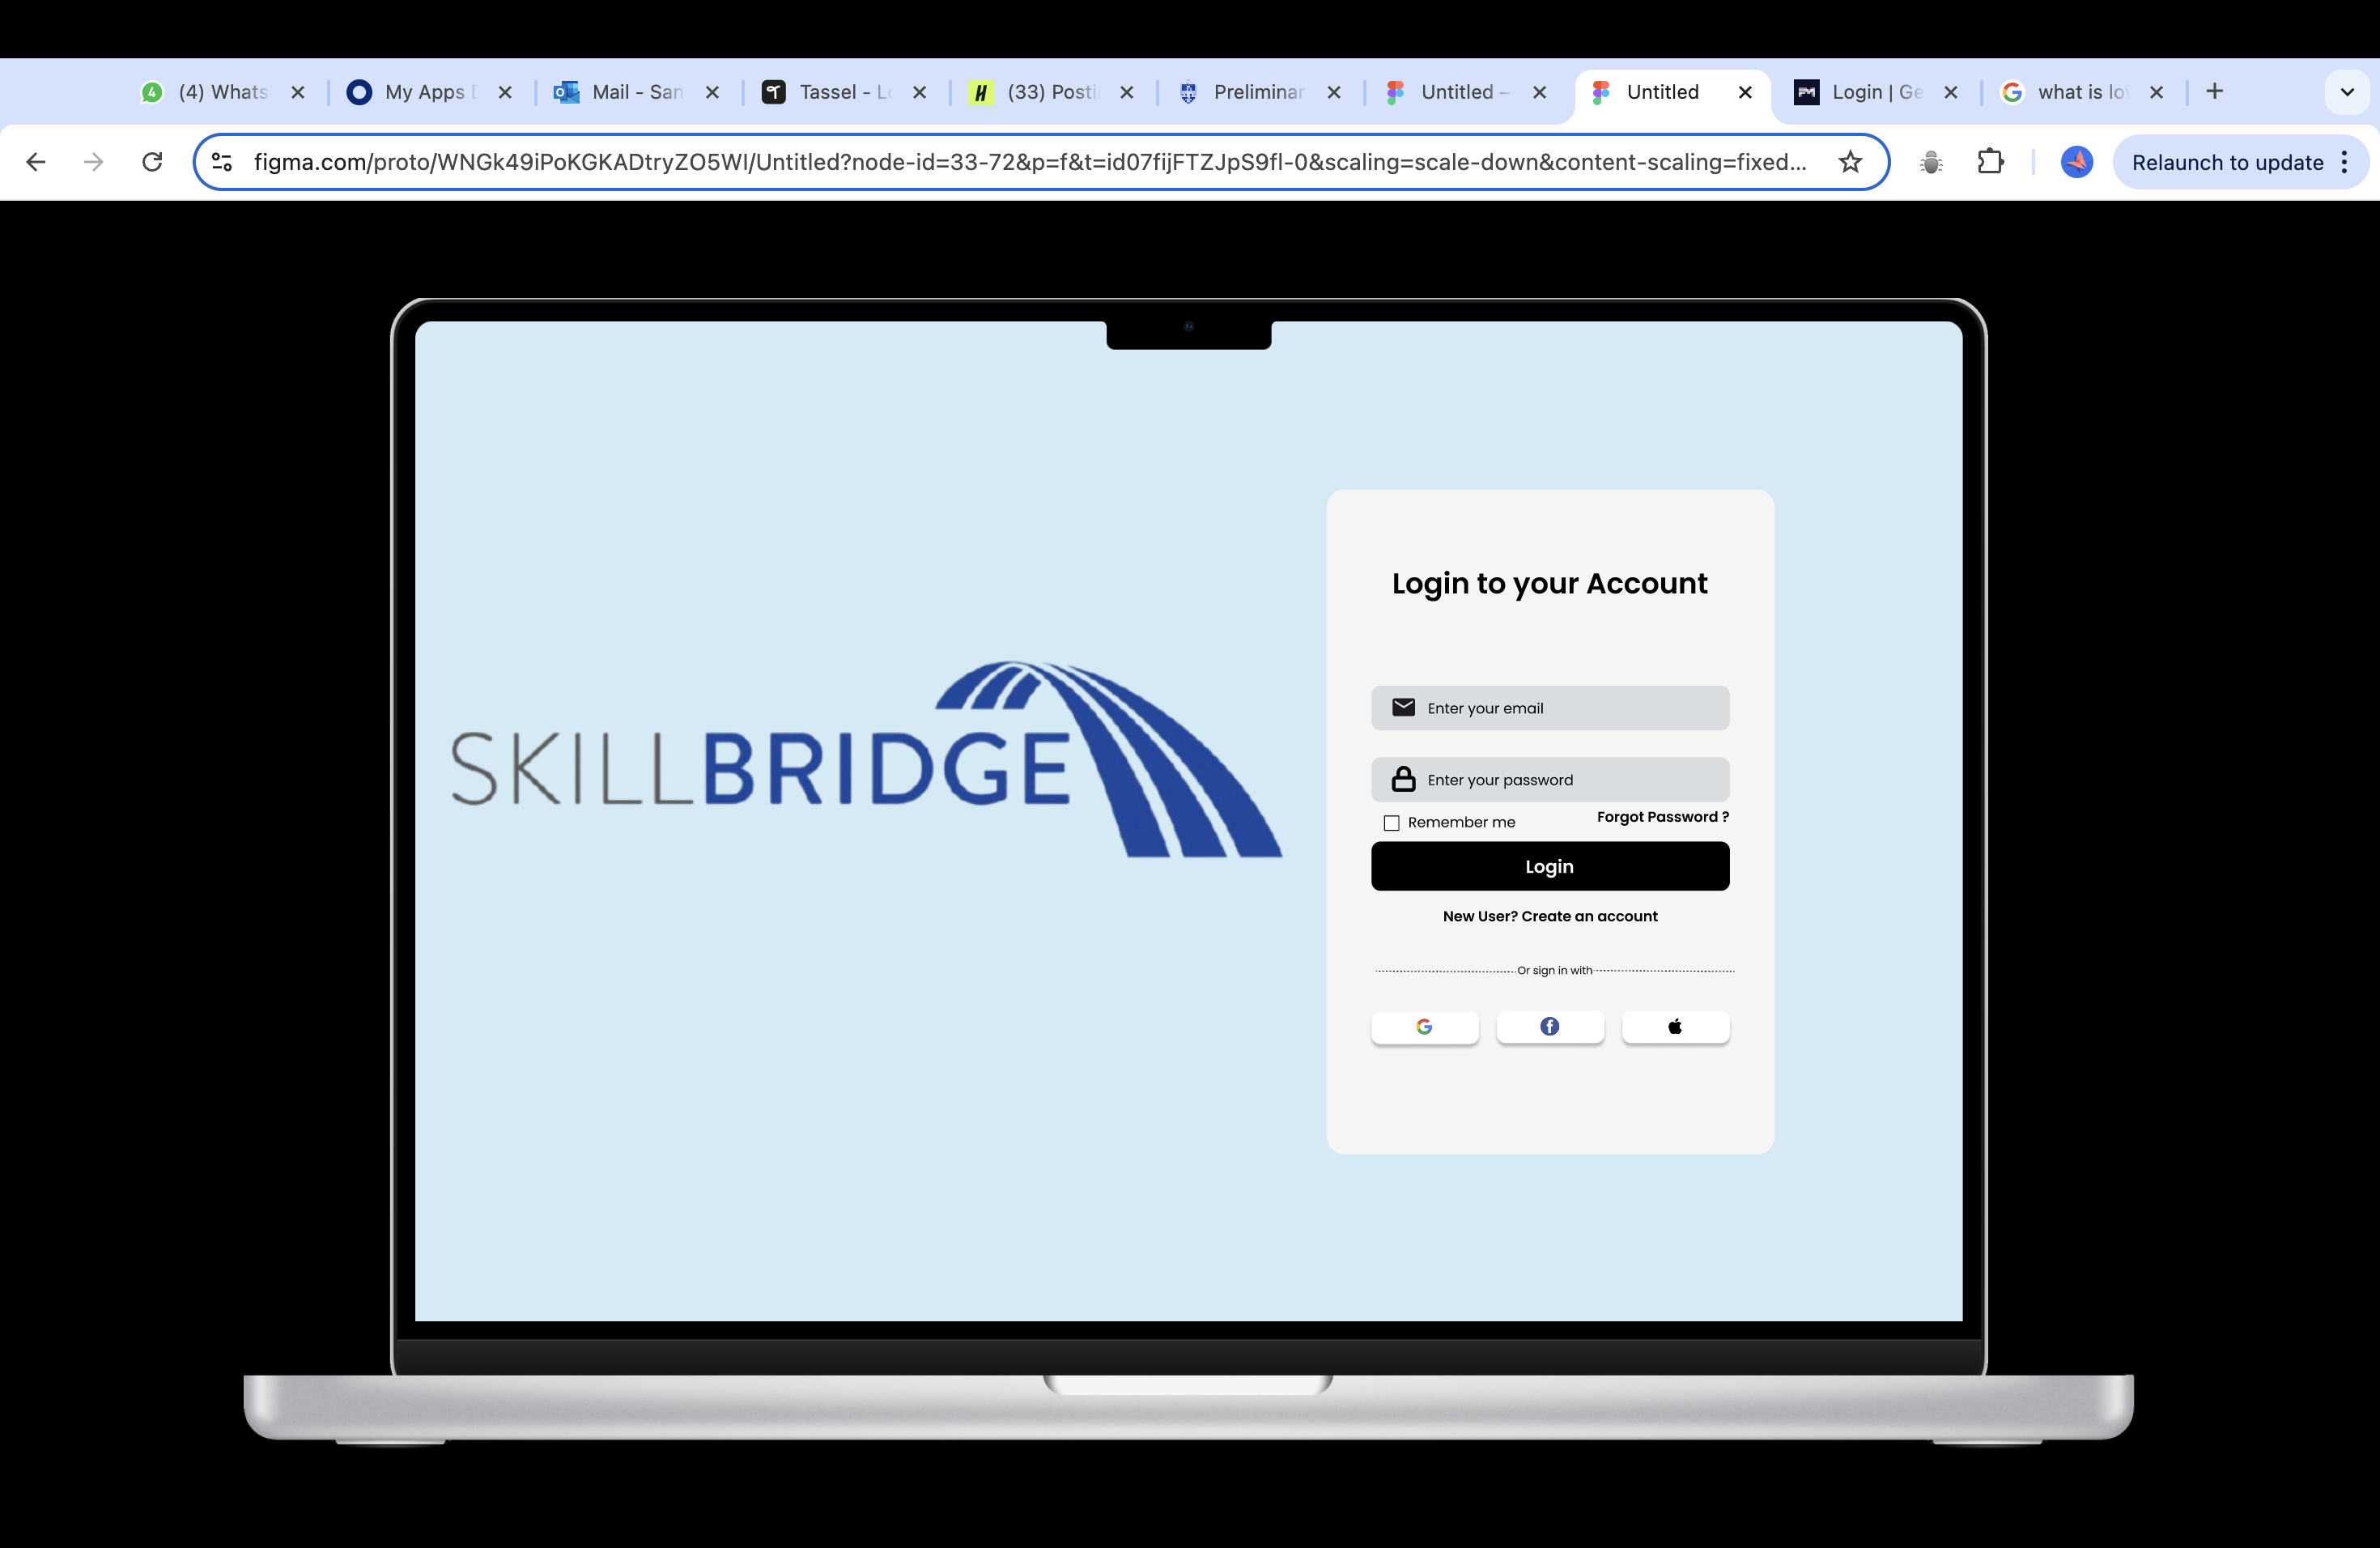 (4) Whats
My Apps
Mail - San
Tassel - Lo
(33) Posti
Preliminar
Untitled –
Untitled
Login | Ge
what is lo
figma.com/proto/WNGk49iPoKGKADtryZO5WI/Untitled?node-id=33-72&p=f&t=id07fijFTZJpS9fl-0&scaling=scale-down&content-scaling=fixed...
Relaunch to update
SKILLBRIDGE
Login to your Account
Enter your email
Enter your password
Remember me
Forgot Password ?
Login
New User? Create an account
Or sign in with